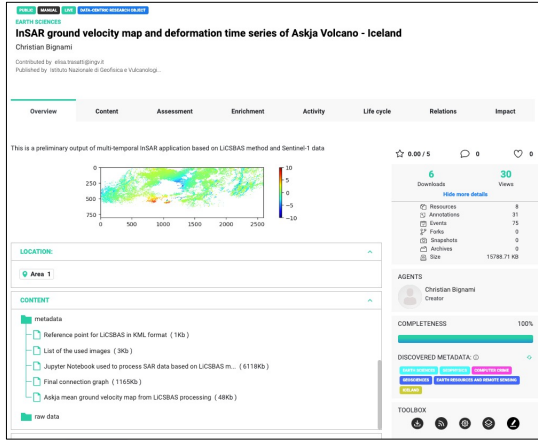 PUBLIC MANUAL LIVE DATA-CENTRIC RESEARCH OBJECT
EARTH SCIENCES
InSAR ground velocity map and deformation time series of Askja Volcano - Iceland
Christian Bignami
Contributed by elisa.trasatti@ingv.it
Published by Istituto Nazionale di Geofisica e Vulcanologi...
Overview Content Assessment Enrichment Activity Life cycle Relations Impact
This is a preliminary output of multi-temporal InSAR application based on LiCSBAS method and Sentinel-1 data
0
250
500
750
0 500 1000 1500 2000 2500
10
5
0
−5
−10
LOCATION:
Area 1
CONTENT
metadata
Reference point for LiCSBAS in KML format ( 1Kb )
List of the used images ( 3Kb )
Jupyter Notebook used to process SAR data based on LiCSBAS m... ( 6118Kb )
Final connection graph ( 1165Kb )
Askja mean ground velocity map from LiCSBAS processing ( 48Kb )
raw data
0.00 / 5 0 0
6 30
Downloads Views
Hide more details
Resources 8
Annotations 31
Events 75
Forks 0
Snapshots 0
Archives 0
Size 15788.71 KB
AGENTS
Christian Bignami
Creator
COMPLETENESS 100%
DISCOVERED METADATA:
EARTH SCIENCES GEOPHYSICS COMPUTER CRIME
GEOSCIENCES EARTH RESOURCES AND REMOTE SENSING
ICELAND
TOOLBOX